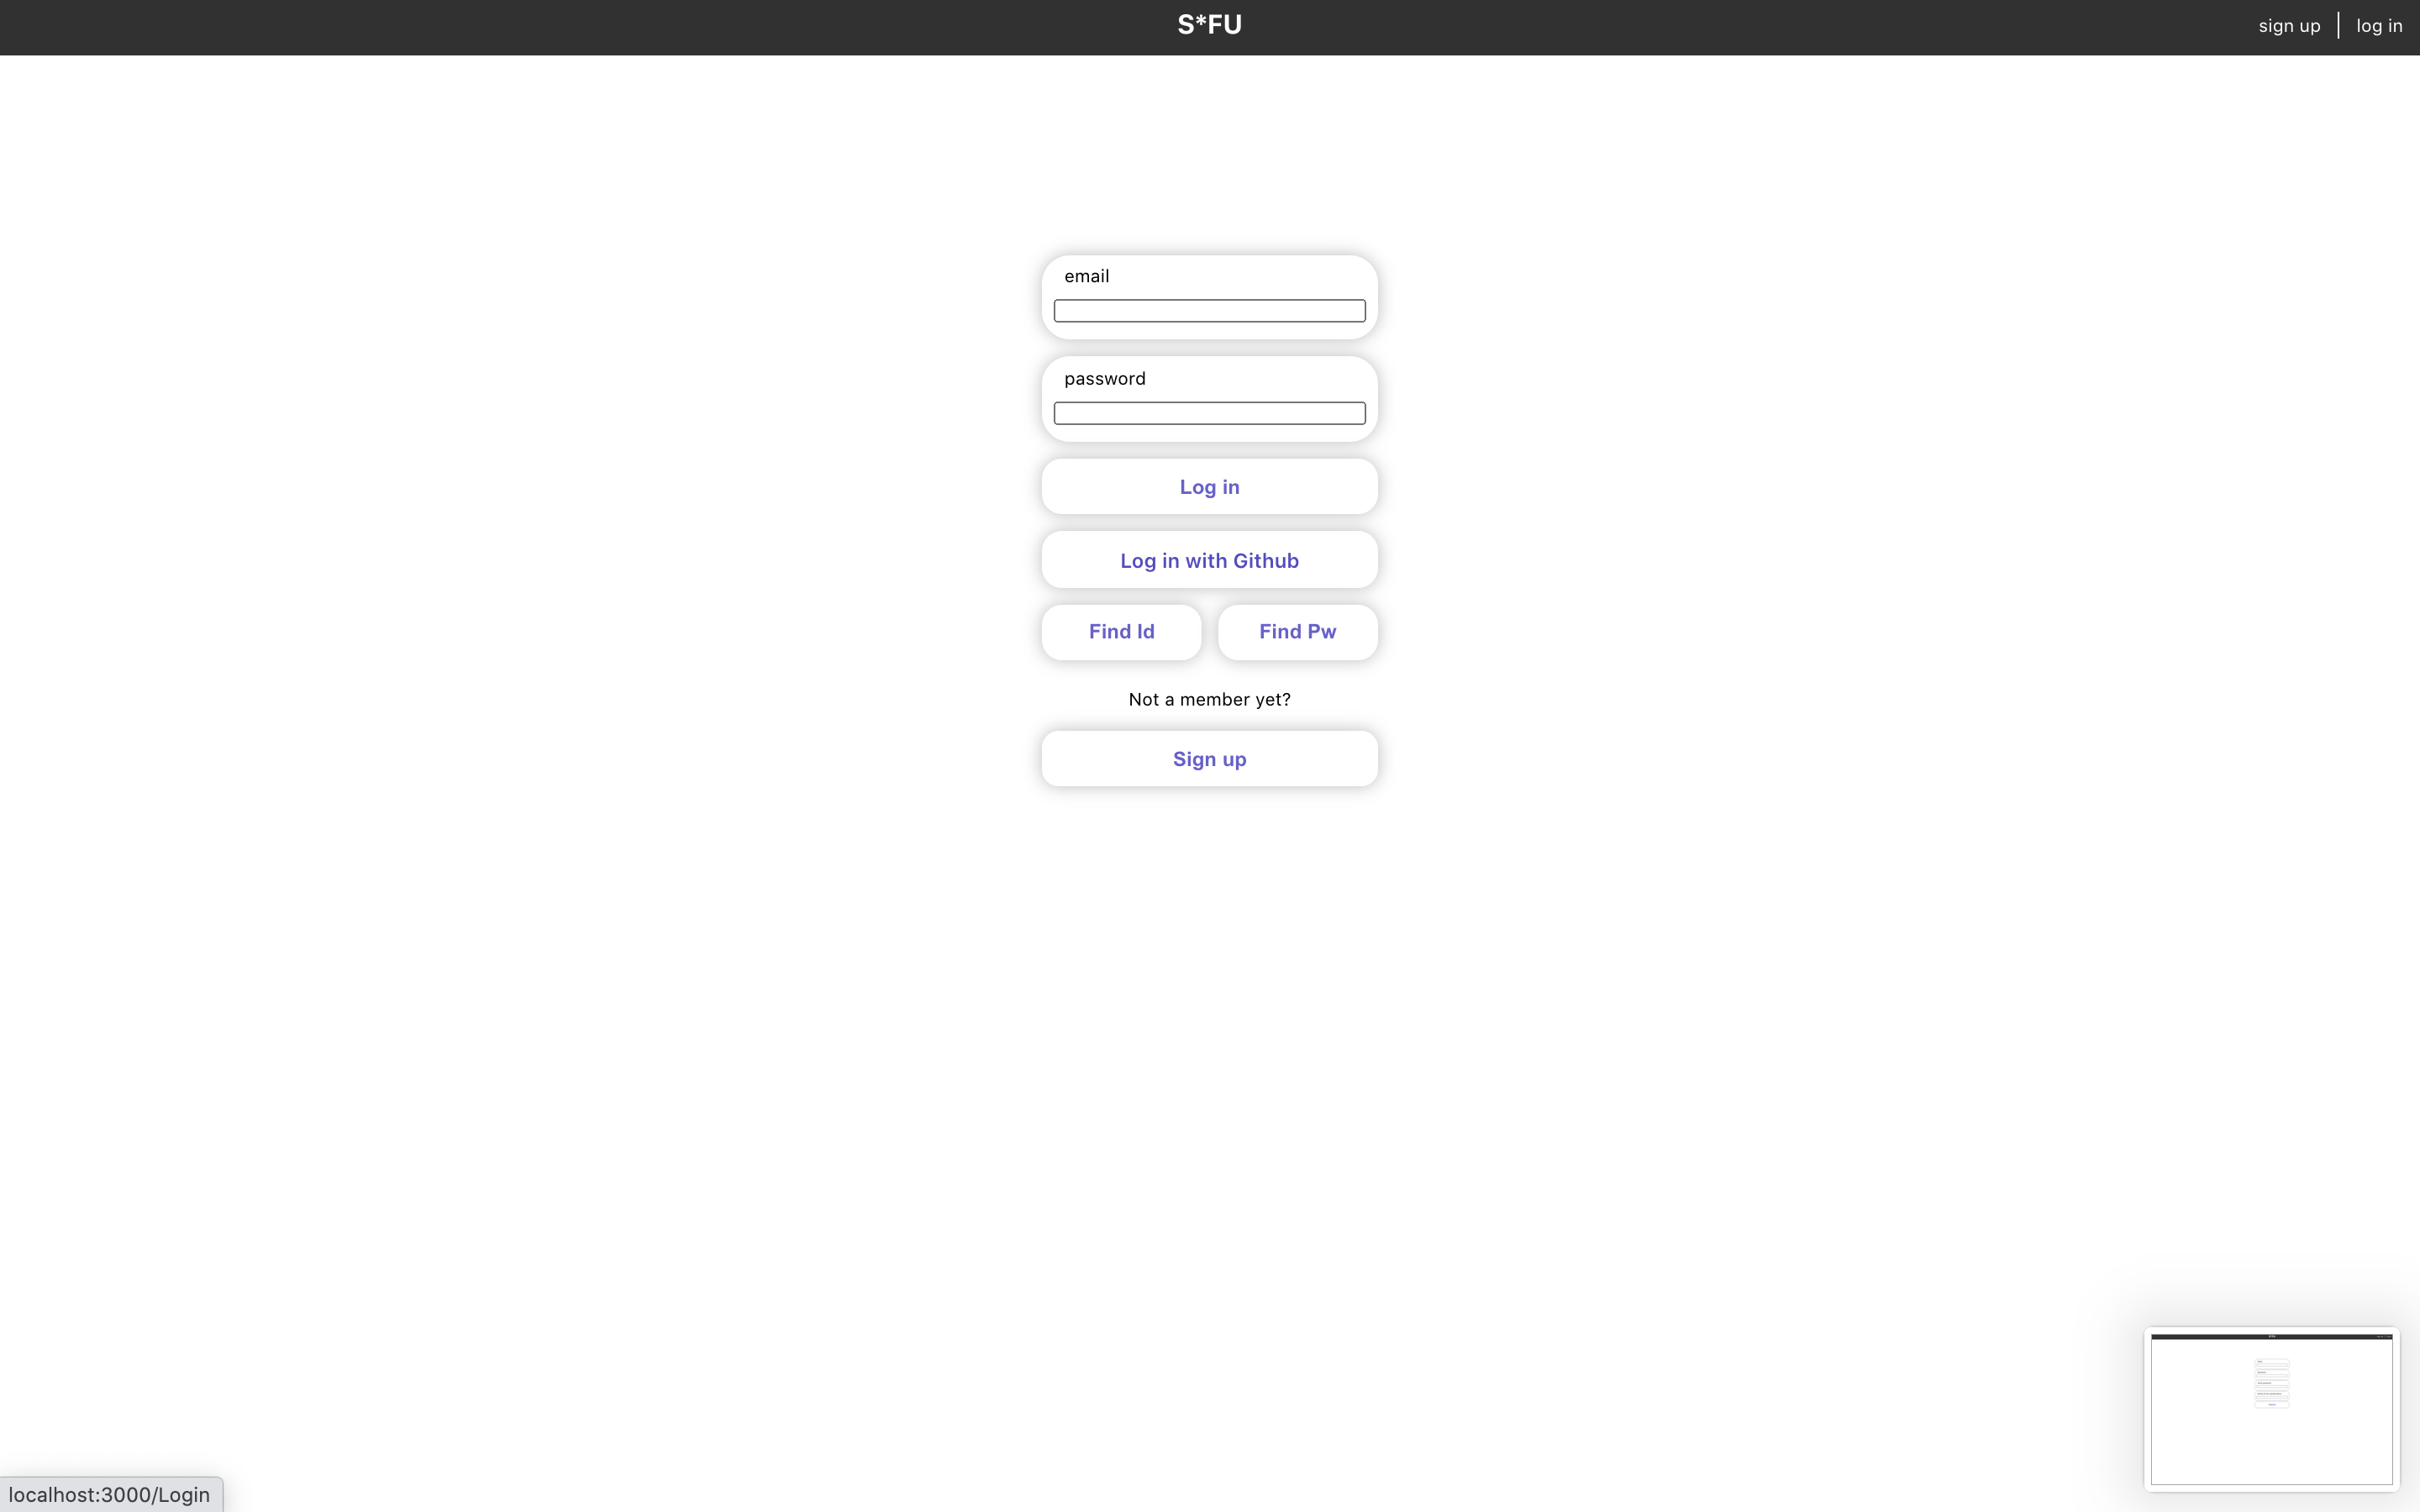 S*FU
sign up | log in
email
password
Log in
Log in with Github
Find Id
Find Pw
Not a member yet?
Sign up
localhost:3000/Login